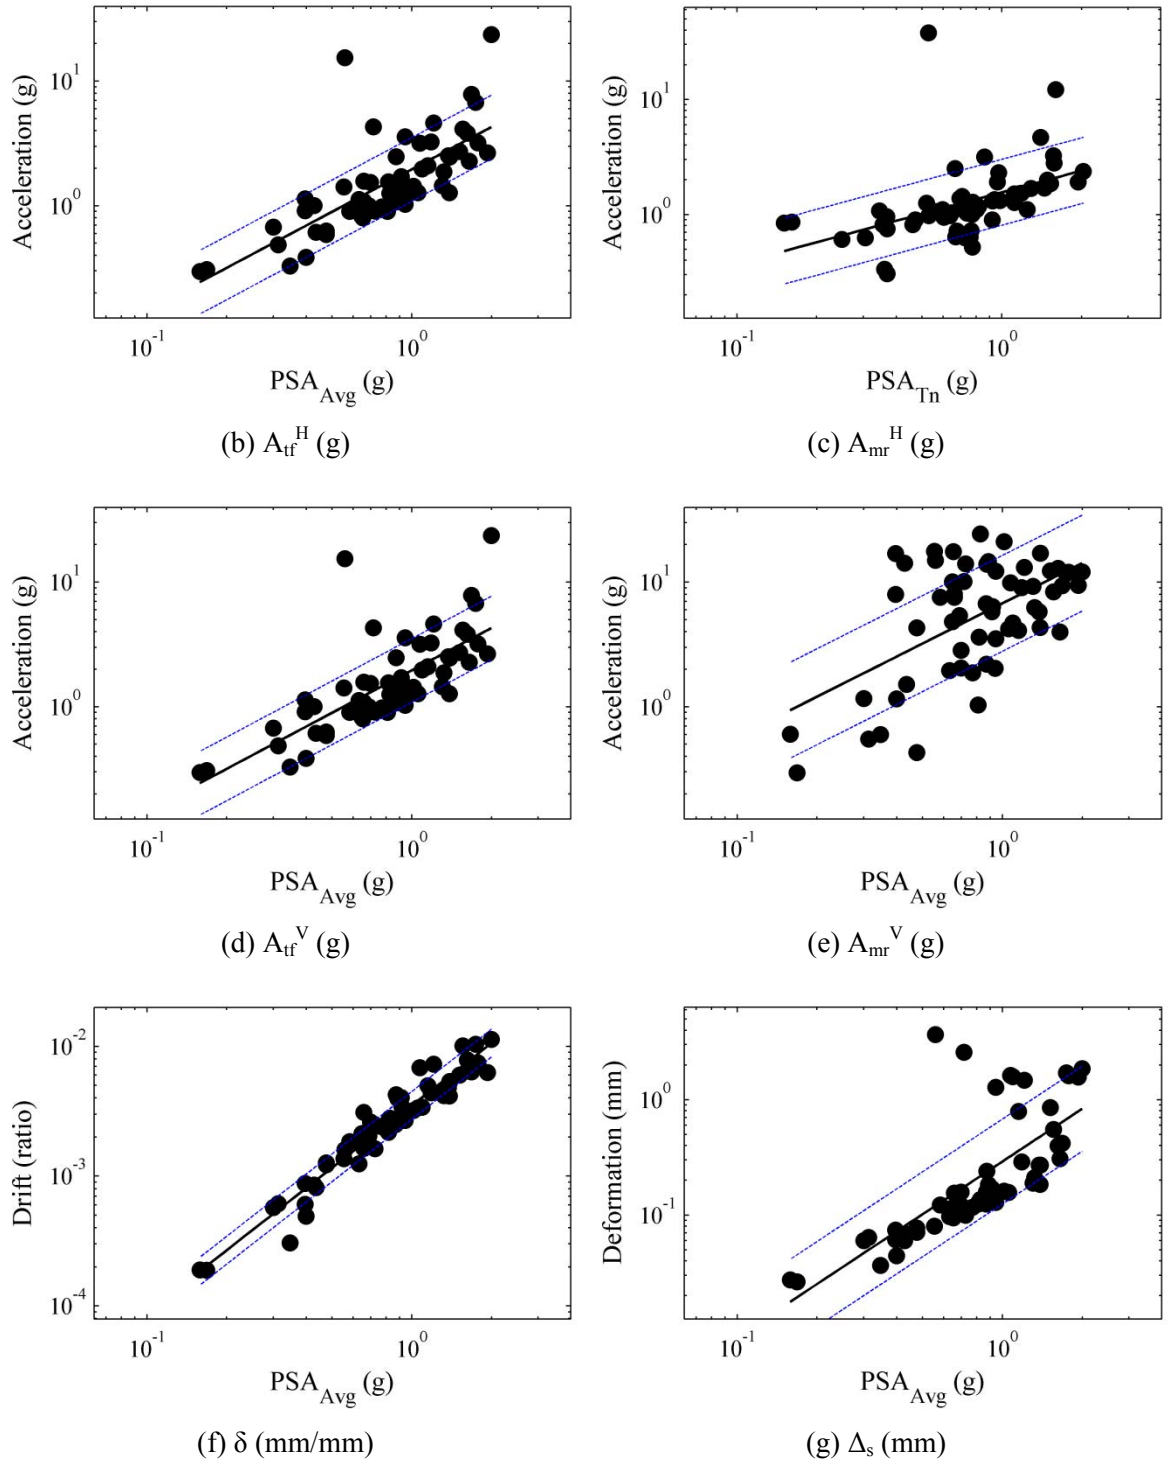 Acceleration (g)
10^1
10^0
10^-1
10^0
PSA_Avg (g)
(b) A_tf^H (g)
Acceleration (g)
10^1
10^0
10^-1
10^0
PSA_Tn (g)
(c) A_mr^H (g)
Acceleration (g)
10^1
10^0
10^-1
10^0
PSA_Avg (g)
(d) A_tf^V (g)
Acceleration (g)
10^1
10^0
10^-1
10^0
PSA_Avg (g)
(e) A_mr^V (g)
Drift (ratio)
10^-2
10^-3
10^-4
10^-1
10^0
PSA_Avg (g)
(f) δ (mm/mm)
Deformation (mm)
10^0
10^-1
10^-1
10^0
PSA_Avg (g)
(g) Δ_s (mm)